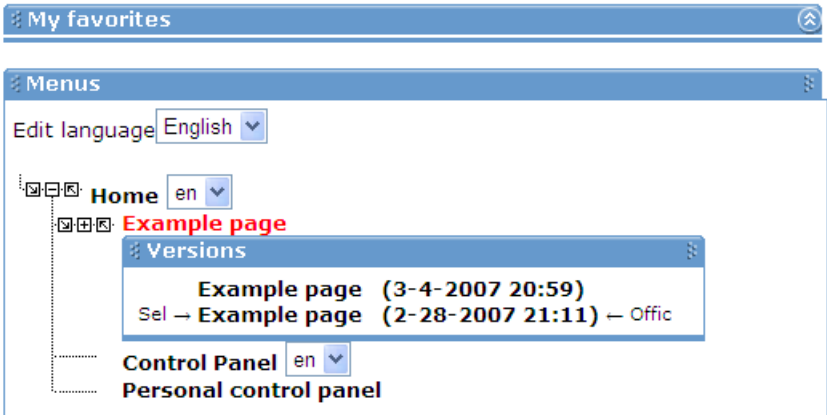 My favorites
Menus
Edit language English
Home en
Example page
Versions
Example page (3-4-2007 20:59)
Sel → Example page (2-28-2007 21:11) ← Offic
Control Panel en
Personal control panel